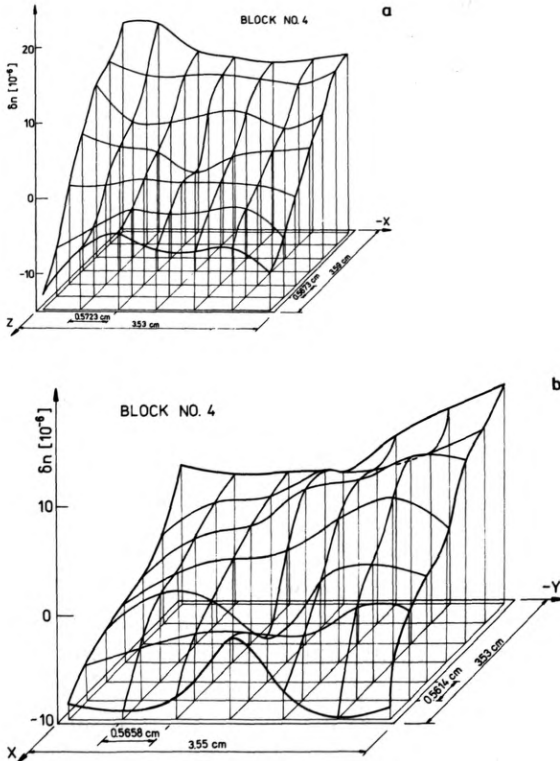 a
BLOCK NO. 4
δn [10⁻⁶]
20
10
0
-10
-X
Z
0.5723 cm
3.53 cm
0.5673 cm
3.59 cm
b
BLOCK NO. 4
δn [10⁻⁶]
10
0
-10
-Y
X
0.5658 cm
3.55 cm
0.5614 cm
3.53 cm